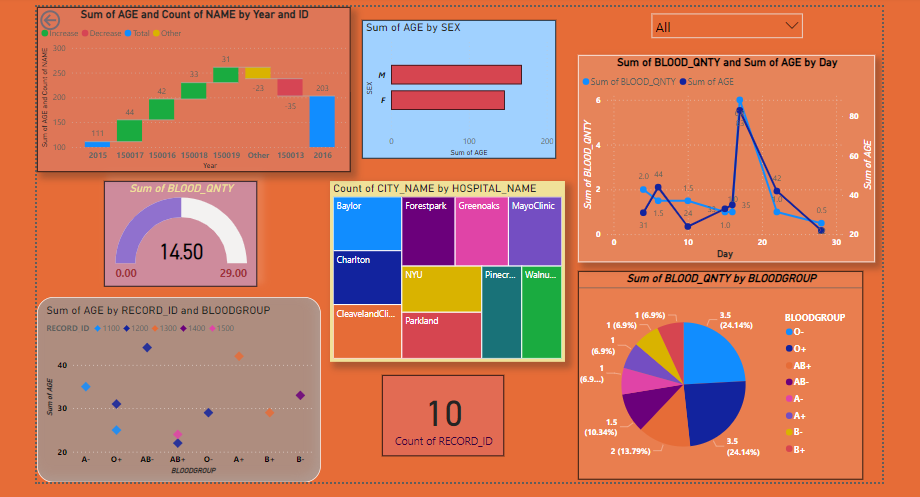 Sum of AGE and Count of NAME by Year and ID
Increase Decrease Total Other
Sum of AGE and Count of NAME
300
250
200
150
100
111
44
42
33
31
-23
-35
203
2015 150017 150016 150018 150019 Other 150013 2016
Year
Sum of AGE by SEX
SEX
M
F
0 100 200
Sum of AGE
All
Sum of BLOOD_QNTY and Sum of AGE by Day
Sum of BLOOD_QNTY Sum of AGE
Sum of BLOOD_QNTY
6
4
2
0
80
60
40
20
Sum of AGE
2.0 44 1.5 42
31 1.5 24 1.0 35 1.0 0.5
0 10 20 30
Day
Sum of BLOOD_QNTY
14.50
0.00 29.00
Count of CITY_NAME by HOSPITAL_NAME
Baylor Forestpark Greenoaks MayoClinic
Charlton NYU Pinecr... Walnu...
CleavelandCli... Parkland
Sum of AGE by RECORD_ID and BLOODGROUP
RECORD_ID 1100 1200 1300 1400 1500
Sum of AGE
40
30
20
A- O+ AB- AB+ O- A+ B+ B-
BLOODGROUP
10
Count of RECORD_ID
Sum of BLOOD_QNTY by BLOODGROUP
1 (6.9%)
1 (6.9%)
1
(6.9%)
1
(6.9...)
1.5
(10.34%)
2 (13.79%)
3.5
(24.14%)
3.5
(24.14%)
BLOODGROUP
O-
O+
AB+
AB-
A-
A+
B-
B+